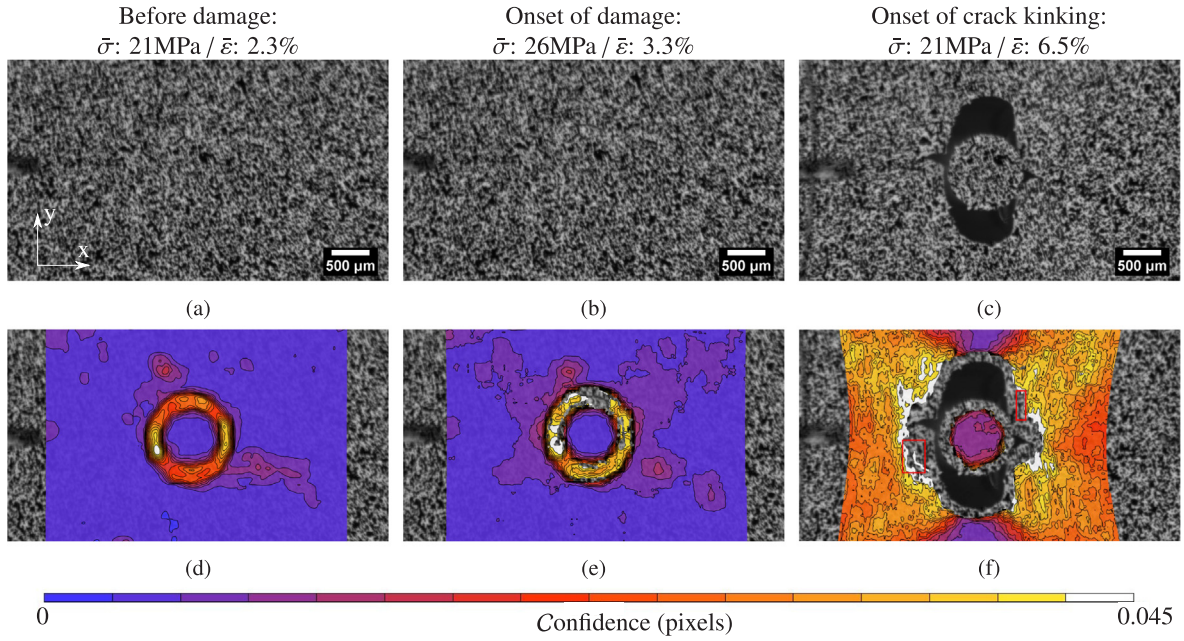 Before damage:
σ̄: 21MPa / ε̄: 2.3%
Onset of damage:
σ̄: 26MPa / ε̄: 3.3%
Onset of crack kinking:
σ̄: 21MPa / ε̄: 6.5%
y
x
500 μm
500 μm
500 μm
(a)
(b)
(c)
(d)
(e)
(f)
0
Confidence (pixels)
0.045